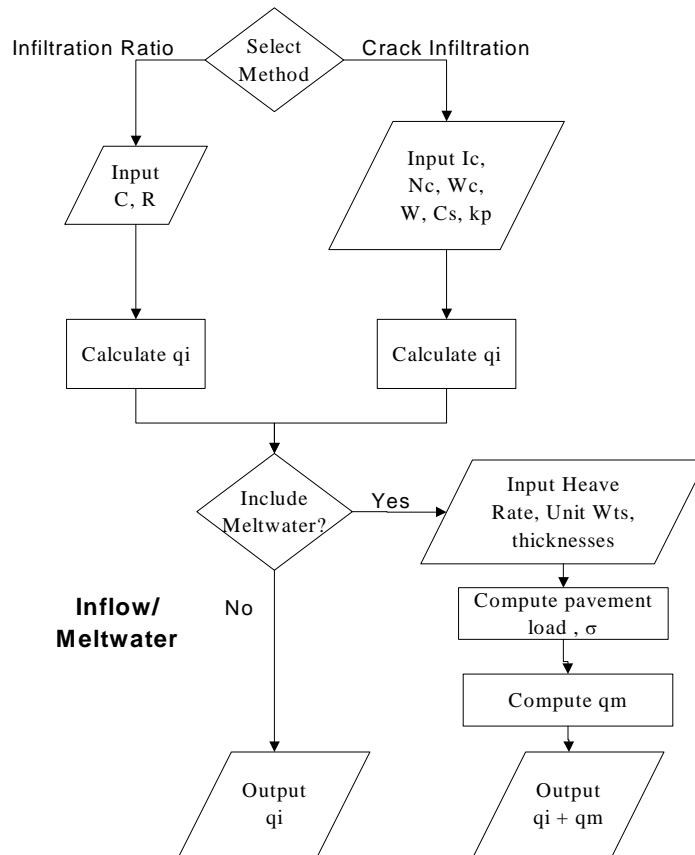 Infiltration Ratio
Select
Method
Crack Infiltration
Input
C, R
Input Ic,
Nc, Wc,
W, Cs, kp
Calculate qi
Calculate qi
Include
Meltwater?
Yes
Input Heave
Rate, Unit Wts,
thicknesses
Inflow/
Meltwater
No
Compute pavement
load , σ
Compute qm
Output
qi
Output
qi + qm